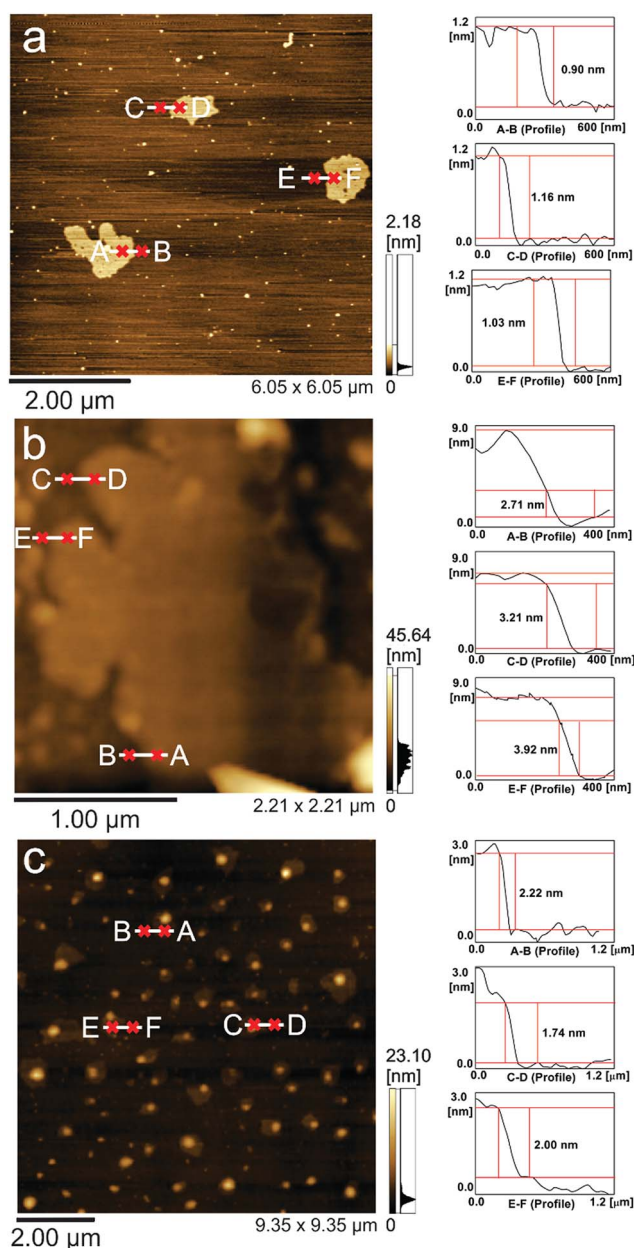 a
C D
E F
A B
2.00 µm
6.05 x 6.05 µm
2.18
[nm]
0
1.2
[nm]
0.90 nm
0.0
0.0 A-B (Profile) 600 [nm]
1.2
[nm]
1.16 nm
0.0
0.0 C-D (Profile) 600 [nm]
1.2
[nm]
1.03 nm
0.0
0.0 E-F (Profile) 600 [nm]
b
C D
E F
B A
1.00 µm
2.21 x 2.21 µm
45.64
[nm]
0
9.0
[nm]
2.71 nm
0.0
0.0 A-B (Profile) 400 [nm]
9.0
[nm]
3.21 nm
0.0
0.0 C-D (Profile) 400 [nm]
9.0
[nm]
3.92 nm
0.0
0.0 E-F (Profile) 400 [nm]
c
B A
E F C D
2.00 µm
9.35 x 9.35 µm
23.10
[nm]
0
3.0
[nm]
2.22 nm
0.0
0.0 A-B (Profile) 1.2 [µm]
3.0
[nm]
1.74 nm
0.0
0.0 C-D (Profile) 1.2 [µm]
3.0
[nm]
2.00 nm
0.0
0.0 E-F (Profile) 1.2 [µm]